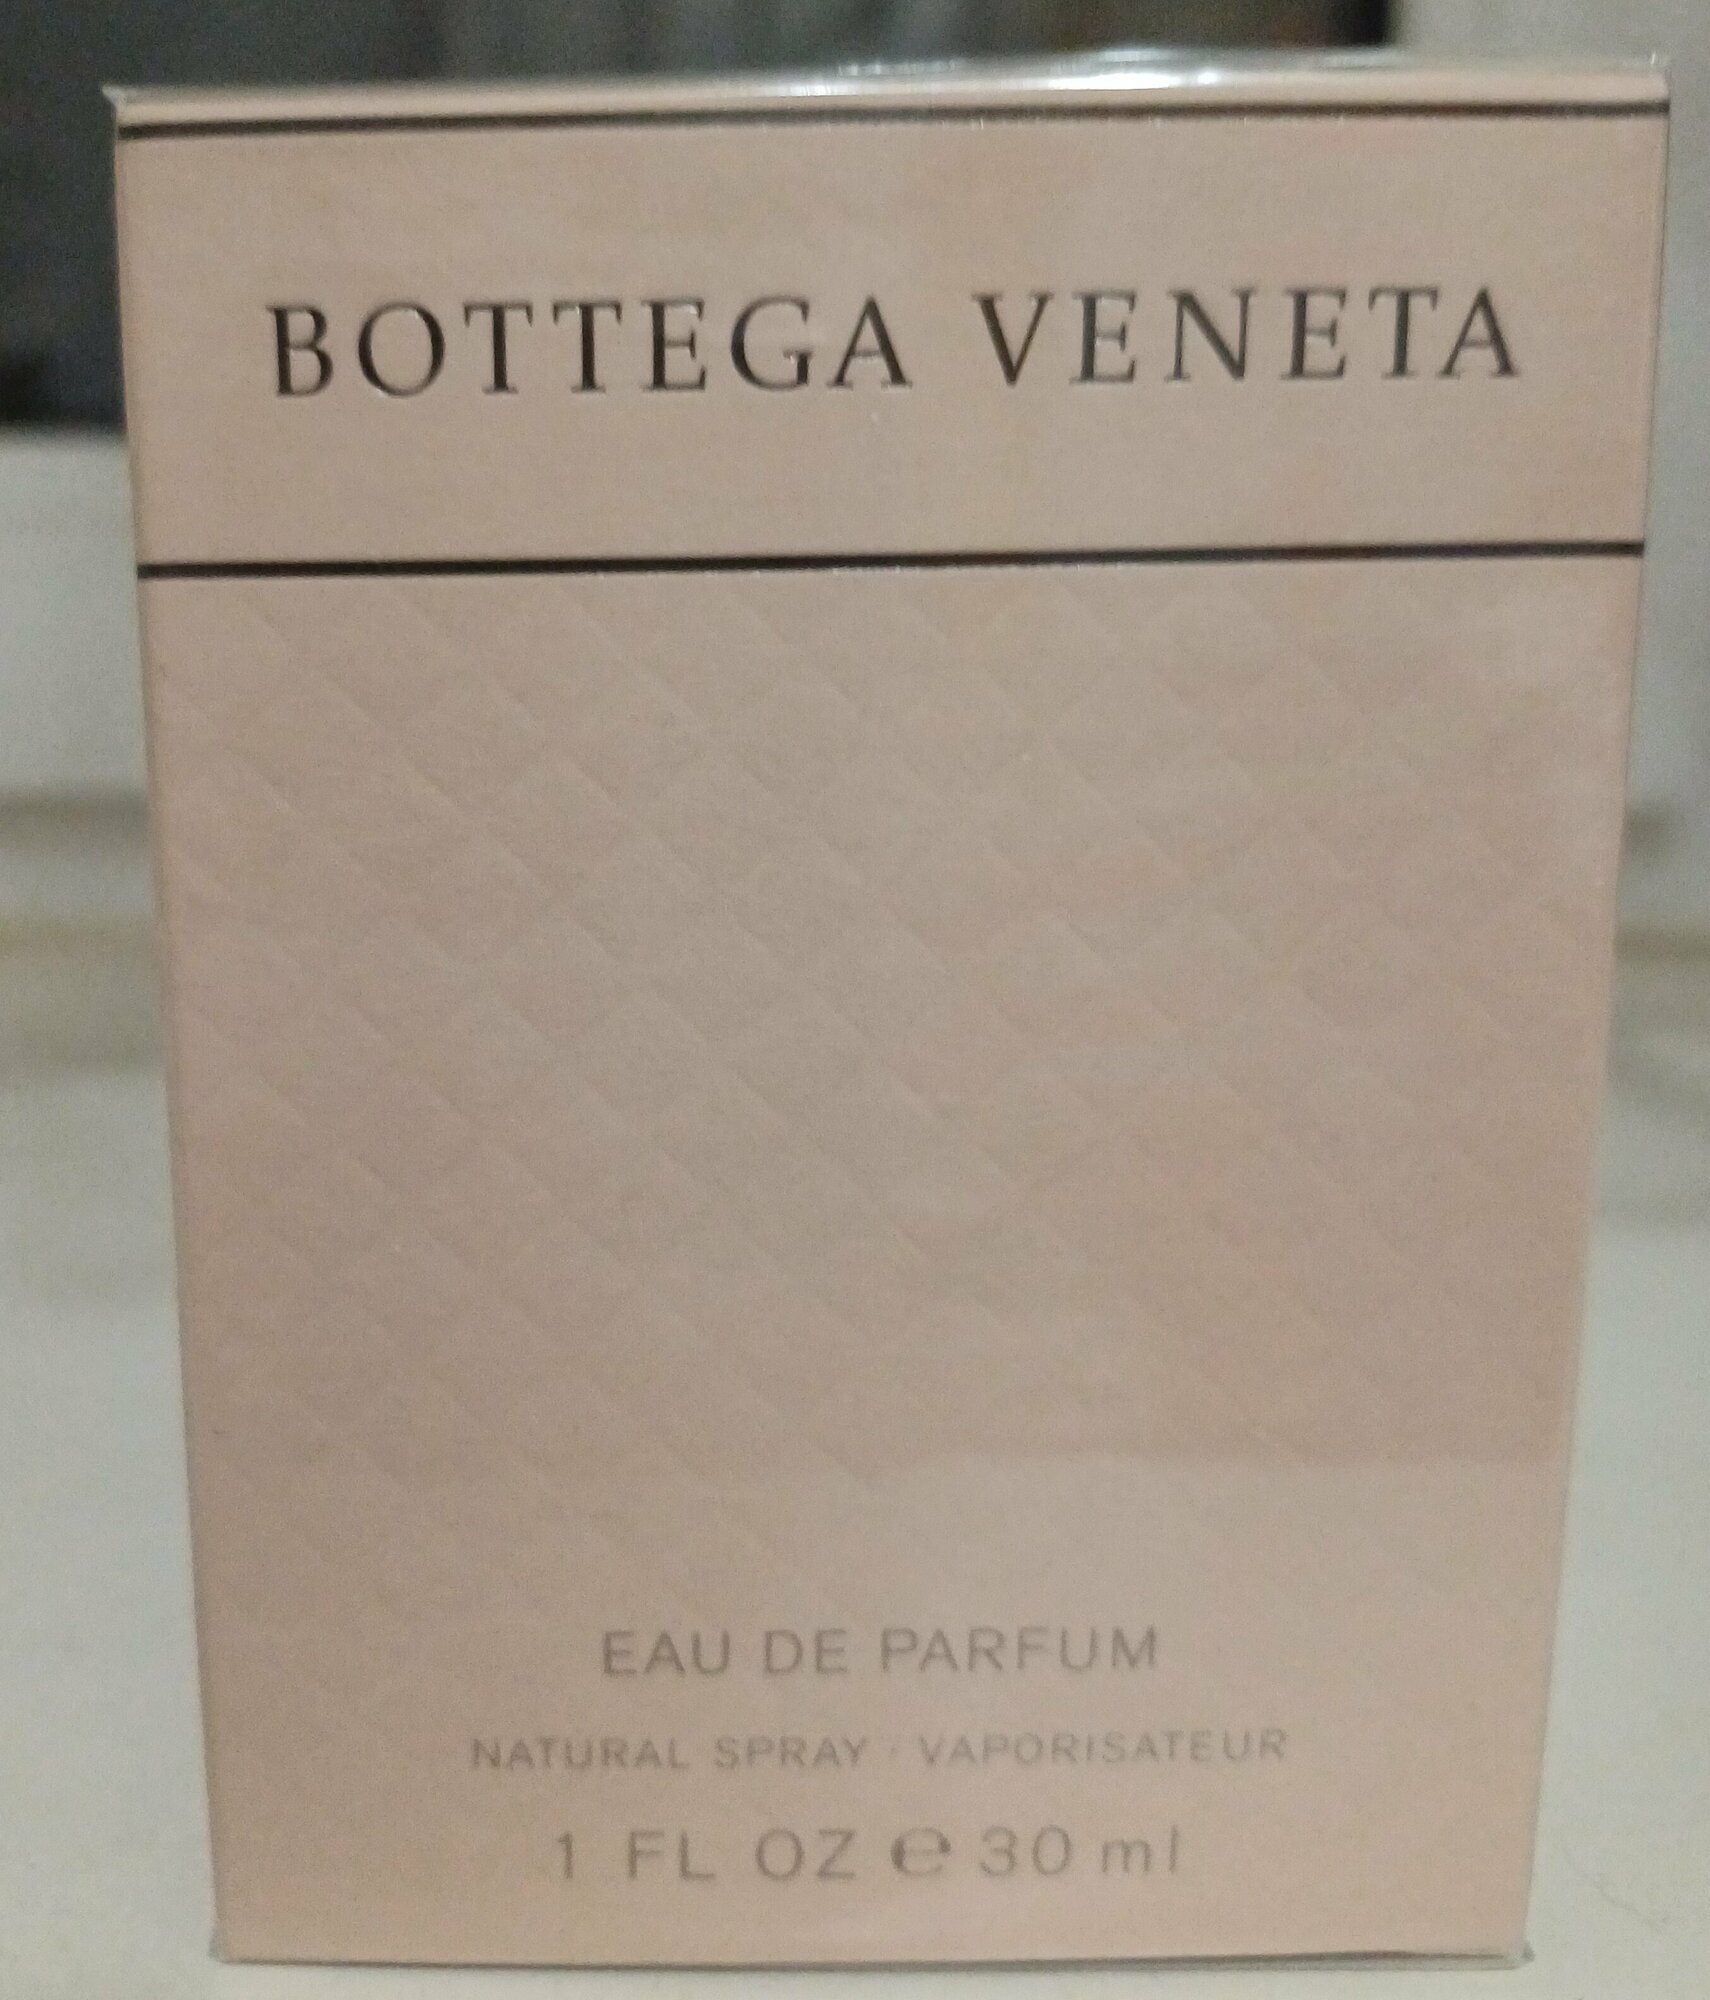 BOTTEGA VENETA
EAU DE PARFUM
NATURAL SPRAY · VAPORISATEUR
1 FL OZ ℮ 30 ml